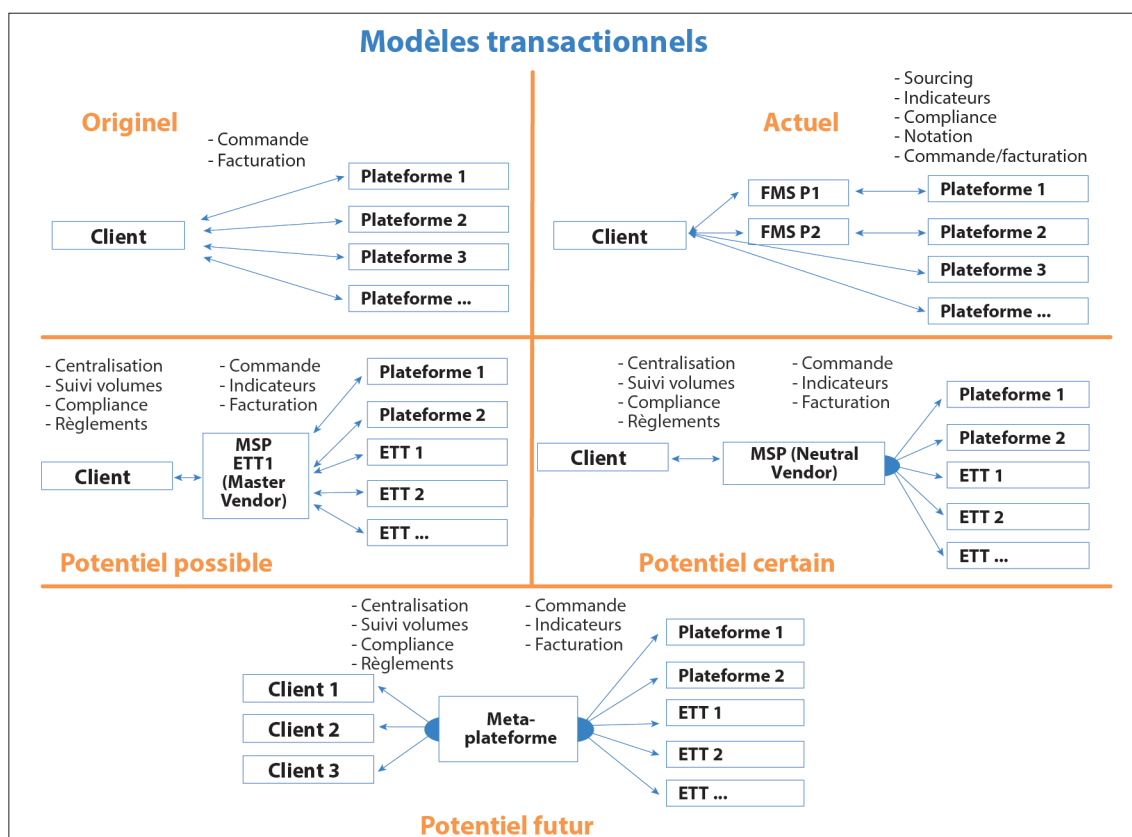 Modèles transactionnels
Originel
- Commande
- Facturation
Client
Plateforme 1
Plateforme 2
Plateforme 3
Plateforme ...
Actuel
- Sourcing
- Indicateurs
- Compliance
- Notation
- Commande/facturation
Client
FMS P1
FMS P2
Plateforme 1
Plateforme 2
Plateforme 3
Plateforme ...
- Centralisation
- Suivi volumes
- Compliance
- Règlements
- Commande
- Indicateurs
- Facturation
Client
MSP
ETT1
(Master
Vendor)
Plateforme 1
Plateforme 2
ETT 1
ETT 2
ETT ...
Potentiel possible
- Centralisation
- Suivi volumes
- Compliance
- Règlements
- Commande
- Indicateurs
- Facturation
Client
MSP (Neutral
Vendor)
Plateforme 1
Plateforme 2
ETT 1
ETT 2
ETT ...
Potentiel certain
- Centralisation
- Suivi volumes
- Compliance
- Règlements
- Commande
- Indicateurs
- Facturation
Client 1
Client 2
Client 3
Meta-
plateforme
Plateforme 1
Plateforme 2
ETT 1
ETT 2
ETT ...
Potentiel futur